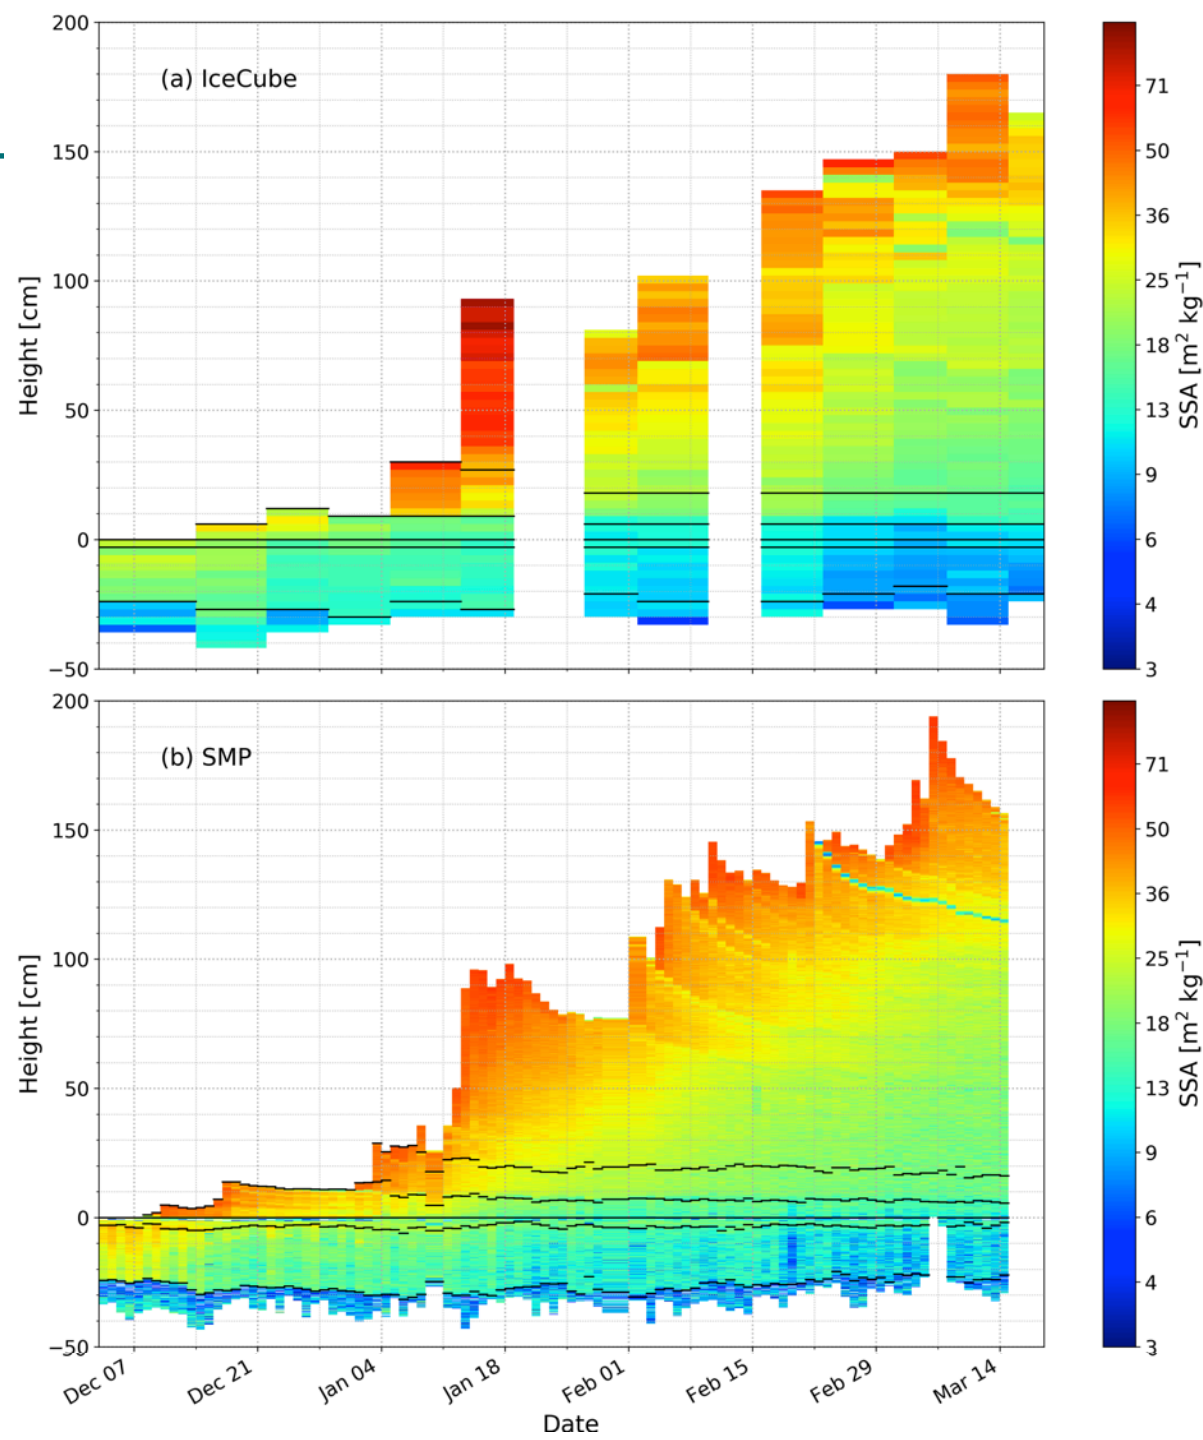 200
150
100
50
0
−50
Height [cm]
(a) IceCube
71
50
36
25
18
13
9
6
4
3
SSA [m² kg⁻¹]
200
150
100
50
0
−50
Height [cm]
(b) SMP
71
50
36
25
18
13
9
6
4
3
SSA [m² kg⁻¹]
Dec 07
Dec 21
Jan 04
Jan 18
Feb 01
Feb 15
Feb 29
Mar 14
Date